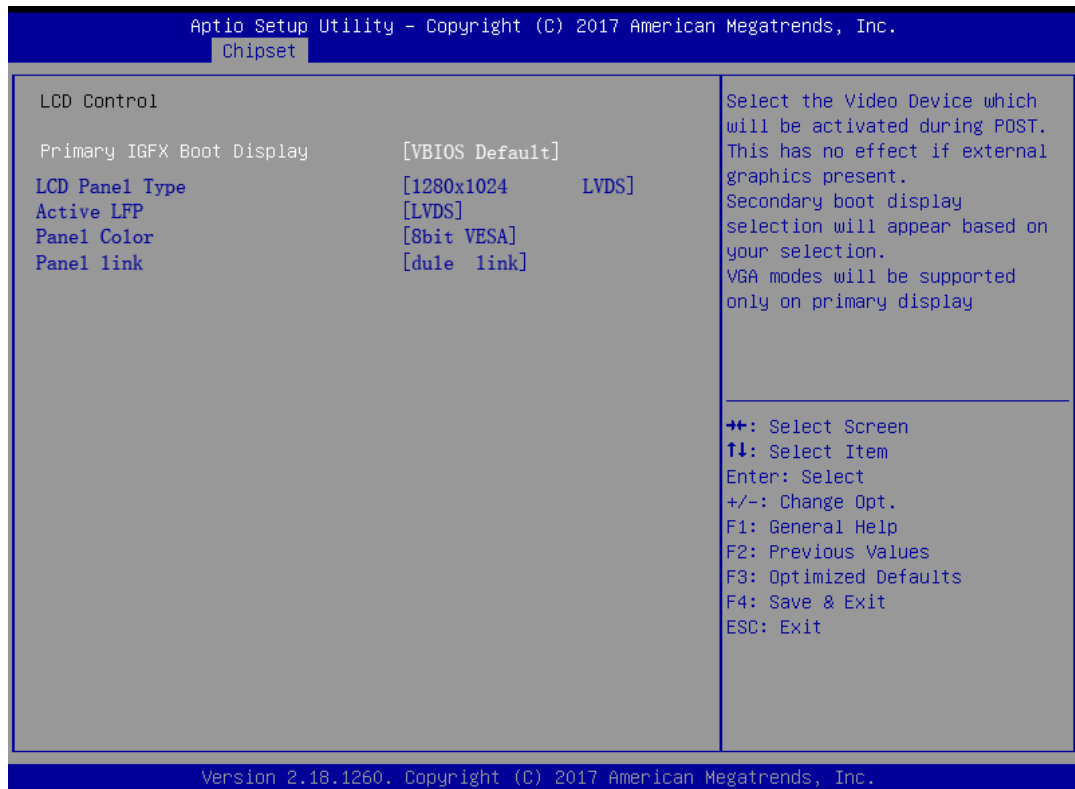 Aptio Setup Utility – Copyright (C) 2017 American Megatrends, Inc.
Chipset
LCD Control
Primary IGFX Boot Display [VBIOS Default]
LCD Panel Type [1280x1024 LVDS]
Active LFP [LVDS]
Panel Color [8bit VESA]
Panel link [dule link]
Select the Video Device which
will be activated during POST.
This has no effect if external
graphics present.
Secondary boot display
selection will appear based on
your selection.
VGA modes will be supported
only on primary display
→←: Select Screen
↑↓: Select Item
Enter: Select
+/-: Change Opt.
F1: General Help
F2: Previous Values
F3: Optimized Defaults
F4: Save & Exit
ESC: Exit
Version 2.18.1260. Copyright (C) 2017 American Megatrends, Inc.